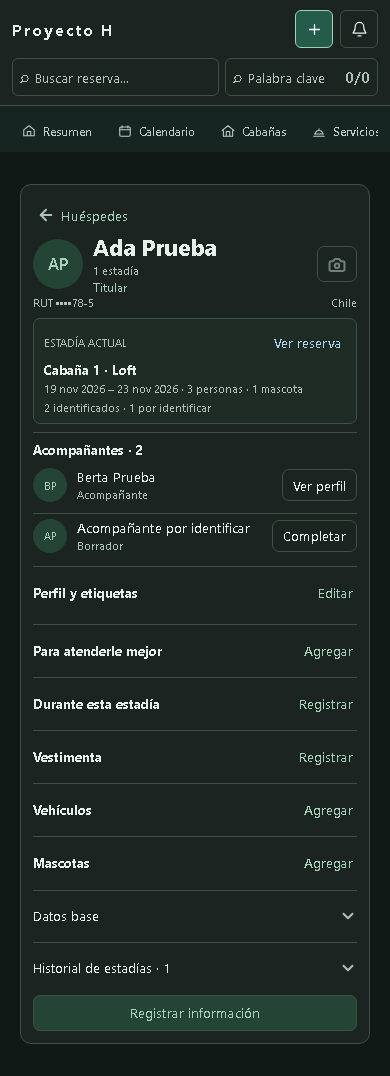 Proyecto H
Buscar reserva...
Palabra clave 0/0
Resumen
Calendario
Cabañas
Servicios
Huéspedes
AP
Ada Prueba
1 estadía
Titular
RUT ••••78-5
Chile
ESTADÍA ACTUAL
Ver reserva
Cabaña 1 · Loft
19 nov 2026 – 23 nov 2026 · 3 personas · 1 mascota
2 identificados · 1 por identificar
Acompañantes · 2
BP
Berta Prueba
Acompañante
Ver perfil
AP
Acompañante por identificar
Borrador
Completar
Perfil y etiquetas
Editar
Para atenderle mejor
Agregar
Durante esta estadía
Registrar
Vestimenta
Registrar
Vehículos
Agregar
Mascotas
Agregar
Datos base
Historial de estadías · 1
Registrar información